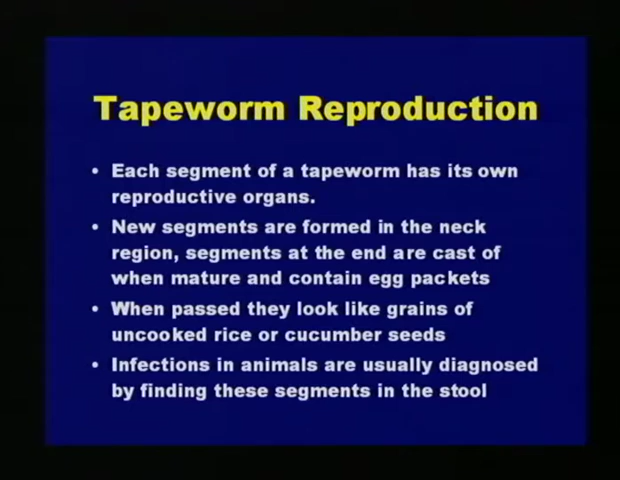 Tapeworm Reproduction
• Each segment of a tapeworm has its own
reproductive organs.
• New segments are formed in the neck
region, segments at the end are cast of
when mature and contain egg packets
• When passed they look like grains of
uncooked rice or cucumber seeds
• Infections in animals are usually diagnosed
by finding these segments in the stool